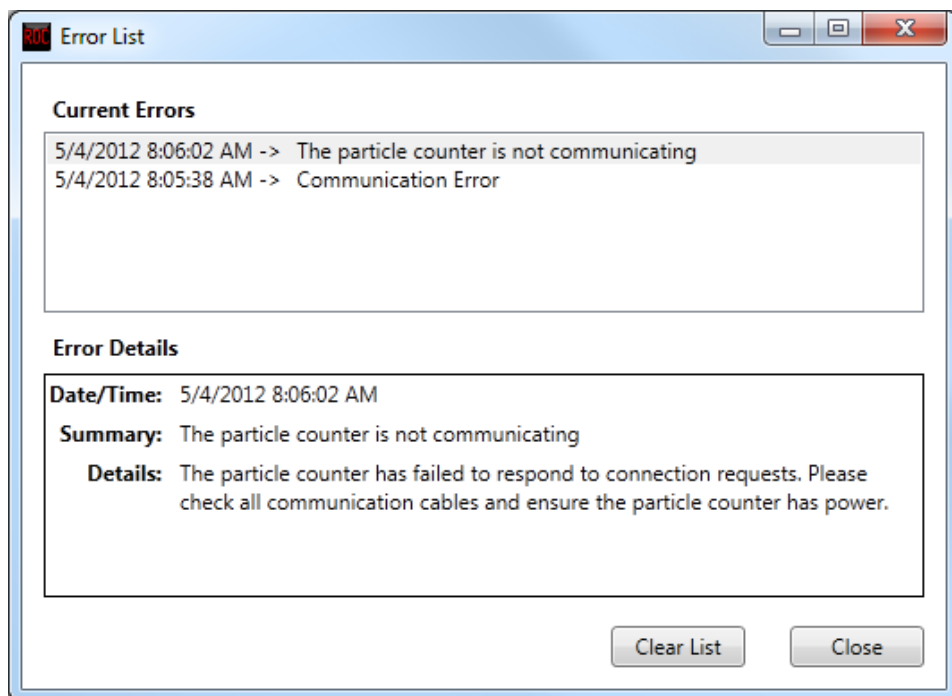 ROC Error List
Current Errors
5/4/2012 8:06:02 AM -> The particle counter is not communicating
5/4/2012 8:05:38 AM -> Communication Error
Error Details
Date/Time: 5/4/2012 8:06:02 AM
Summary: The particle counter is not communicating
Details: The particle counter has failed to respond to connection requests. Please
check all communication cables and ensure the particle counter has power.
Clear List Close